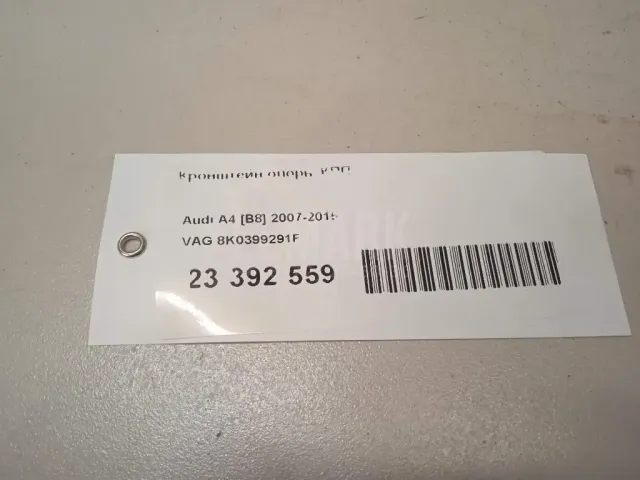 Кронштейн опоры КПП
Audi A4 [B8] 2007-2015
VAG 8K0399291F
23 392 559